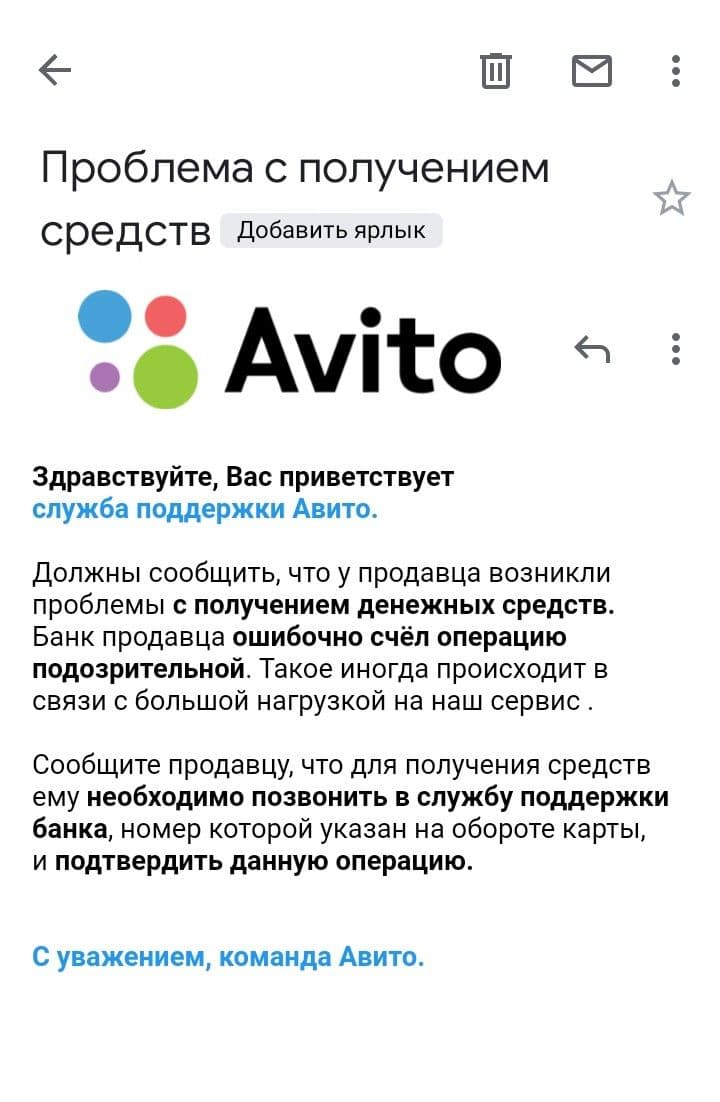 Проблема с получением
средств Добавить ярлык
Avito
Здравствуйте, Вас приветствует
служба поддержки Авито.
Должны сообщить, что у продавца возникли
проблемы с получением денежных средств.
Банк продавца ошибочно счёл операцию
подозрительной. Такое иногда происходит в
связи с большой нагрузкой на наш сервис .
Сообщите продавцу, что для получения средств
ему необходимо позвонить в службу поддержки
банка, номер которой указан на обороте карты,
и подтвердить данную операцию.
С уважением, команда Авито.